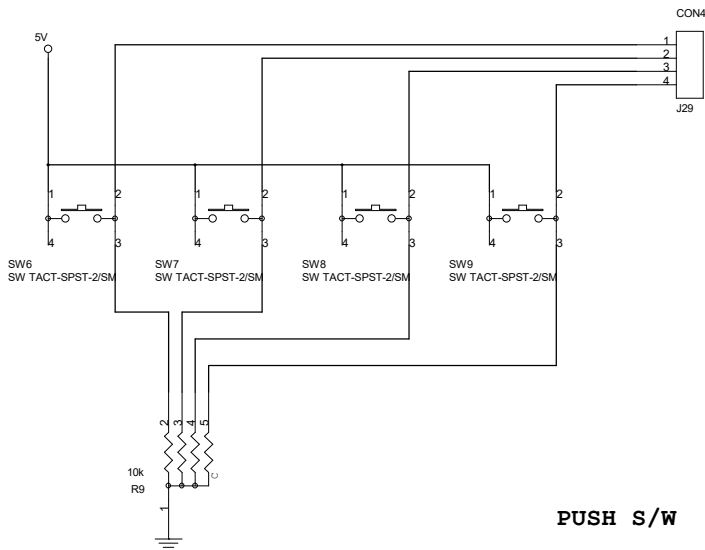 CON4
5V
1
2
3
4
J29
1 2 1 2 1 2 1 2
4 3 4 3 4 3 4 3
SW6 SW7 SW8 SW9
SW TACT-SPST-2/SM SW TACT-SPST-2/SM SW TACT-SPST-2/SM SW TACT-SPST-2/SM
2 3 4 5
10k C
R9
1
PUSH S/W